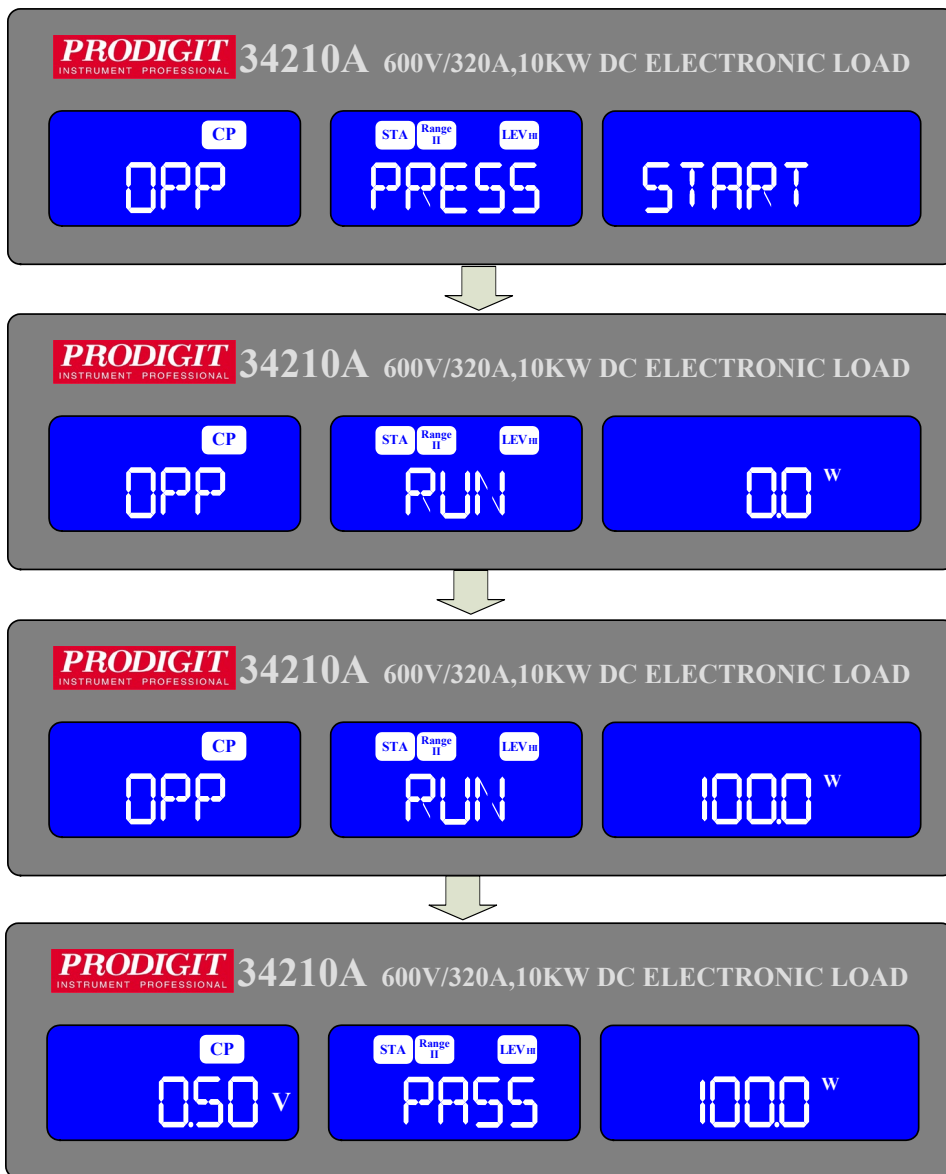 PRODIGIT
INSTRUMENT PROFESSIONAL
34210A 600V/320A,10KW DC ELECTRONIC LOAD
CP
OPP
STA Range II LEV HI
PRESS
START
PRODIGIT
INSTRUMENT PROFESSIONAL
34210A 600V/320A,10KW DC ELECTRONIC LOAD
CP
OPP
STA Range II LEV HI
RUN
0.0 W
PRODIGIT
INSTRUMENT PROFESSIONAL
34210A 600V/320A,10KW DC ELECTRONIC LOAD
CP
OPP
STA Range II LEV HI
RUN
100.0 W
PRODIGIT
INSTRUMENT PROFESSIONAL
34210A 600V/320A,10KW DC ELECTRONIC LOAD
CP
0.50 V
STA Range II LEV HI
PASS
100.0 W